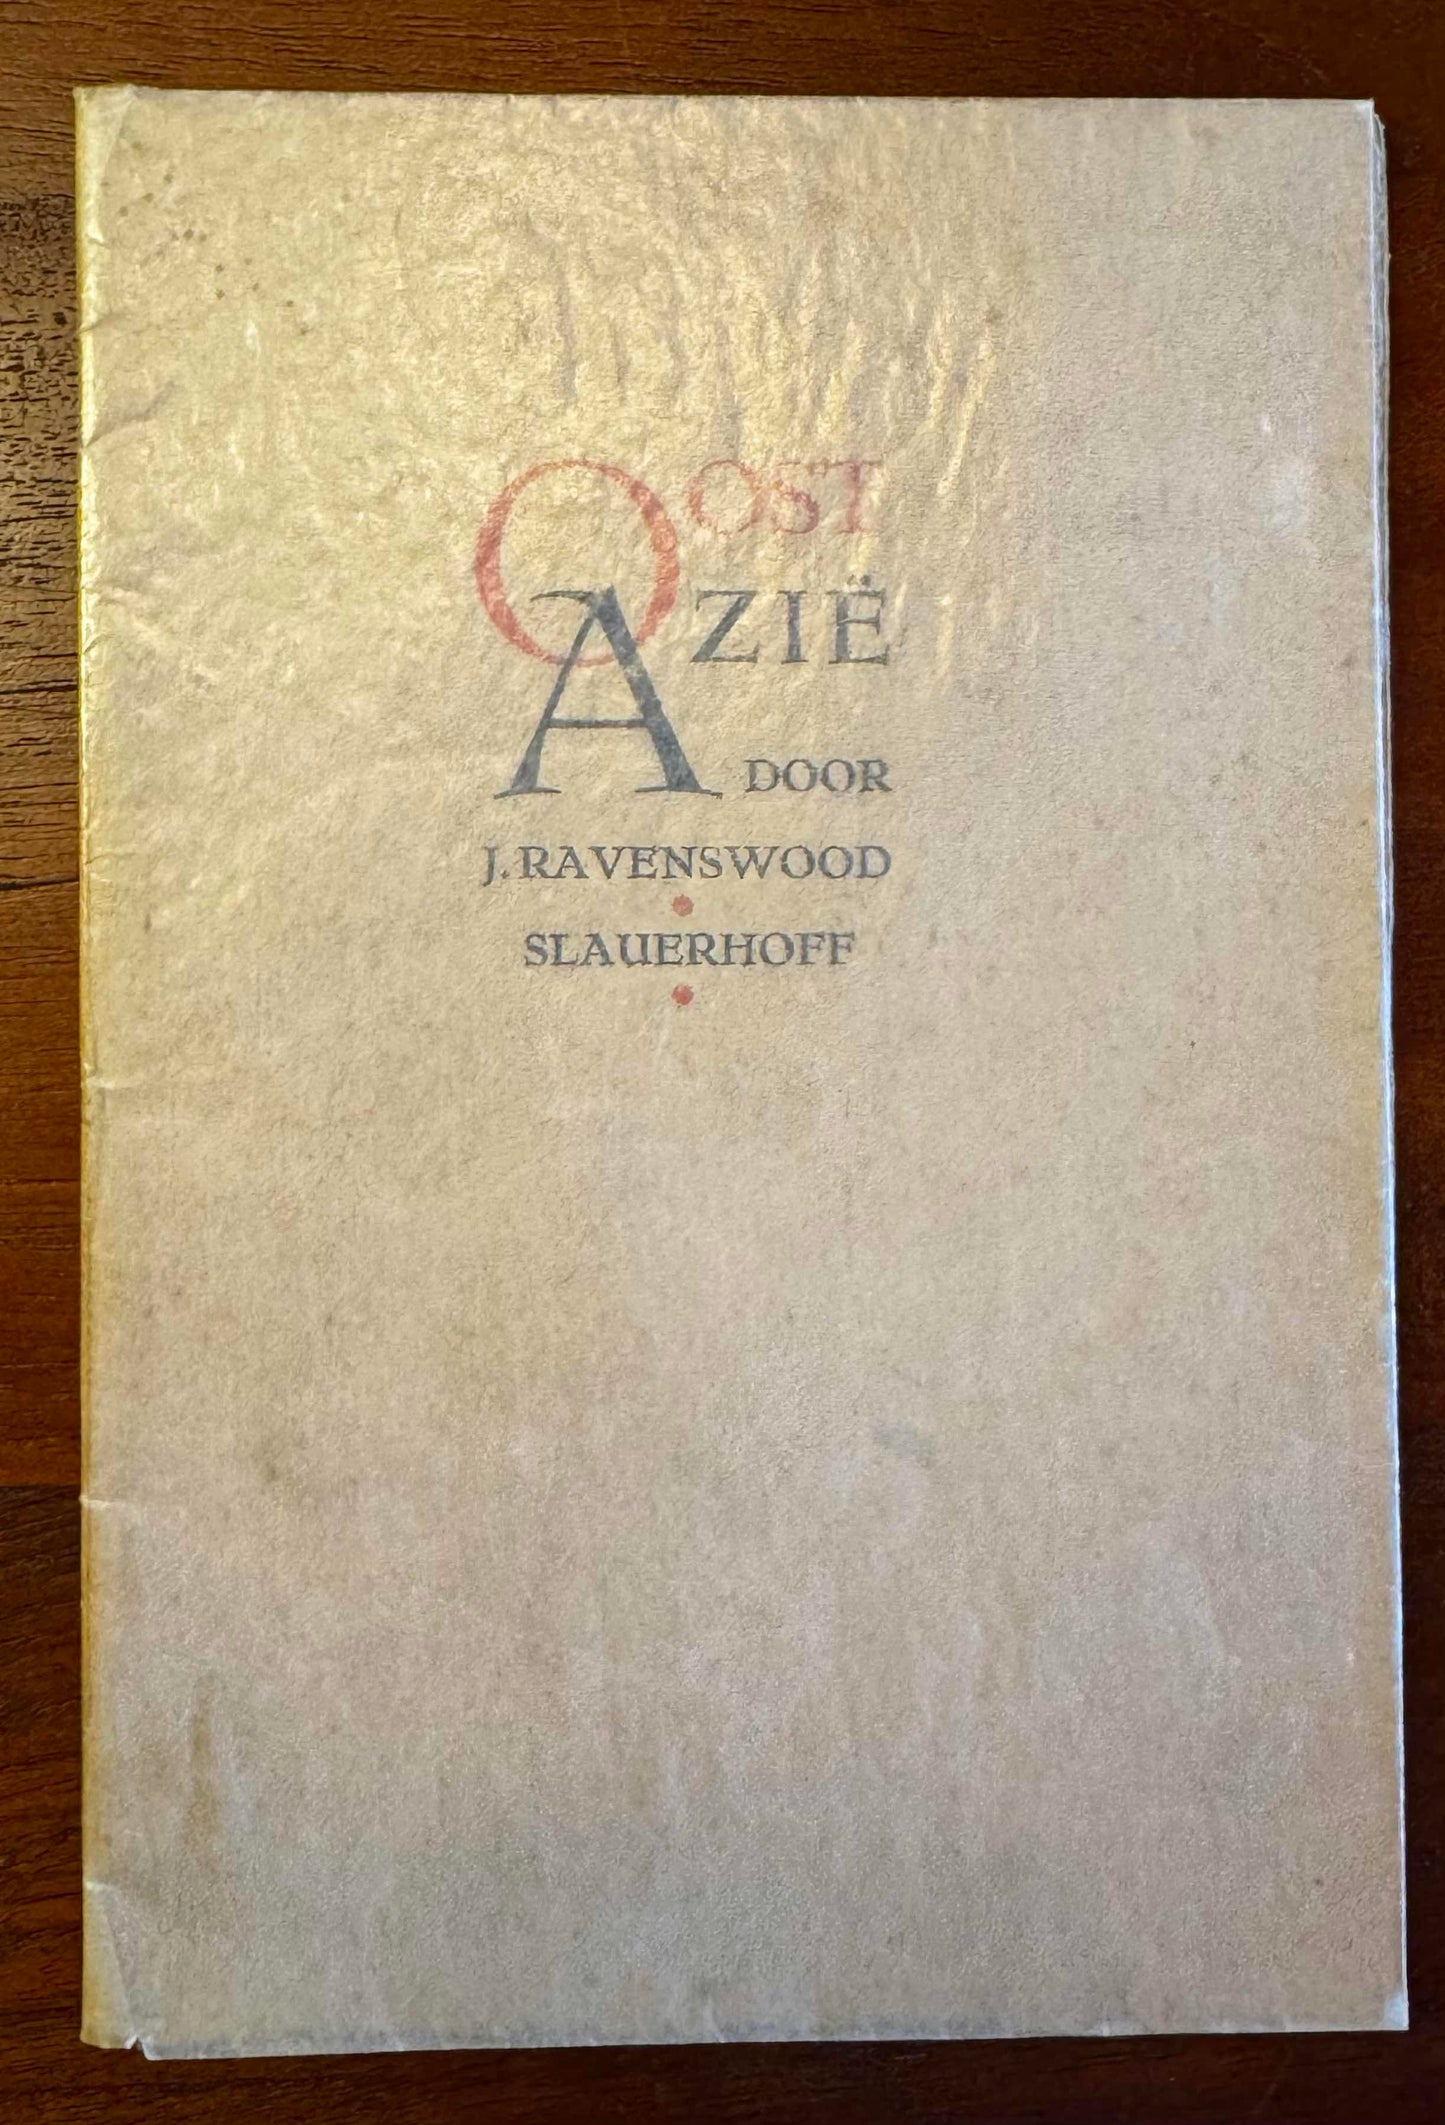 OOST
AZIË
DOOR
J. RAVENSWOOD
SLAUERHOFF